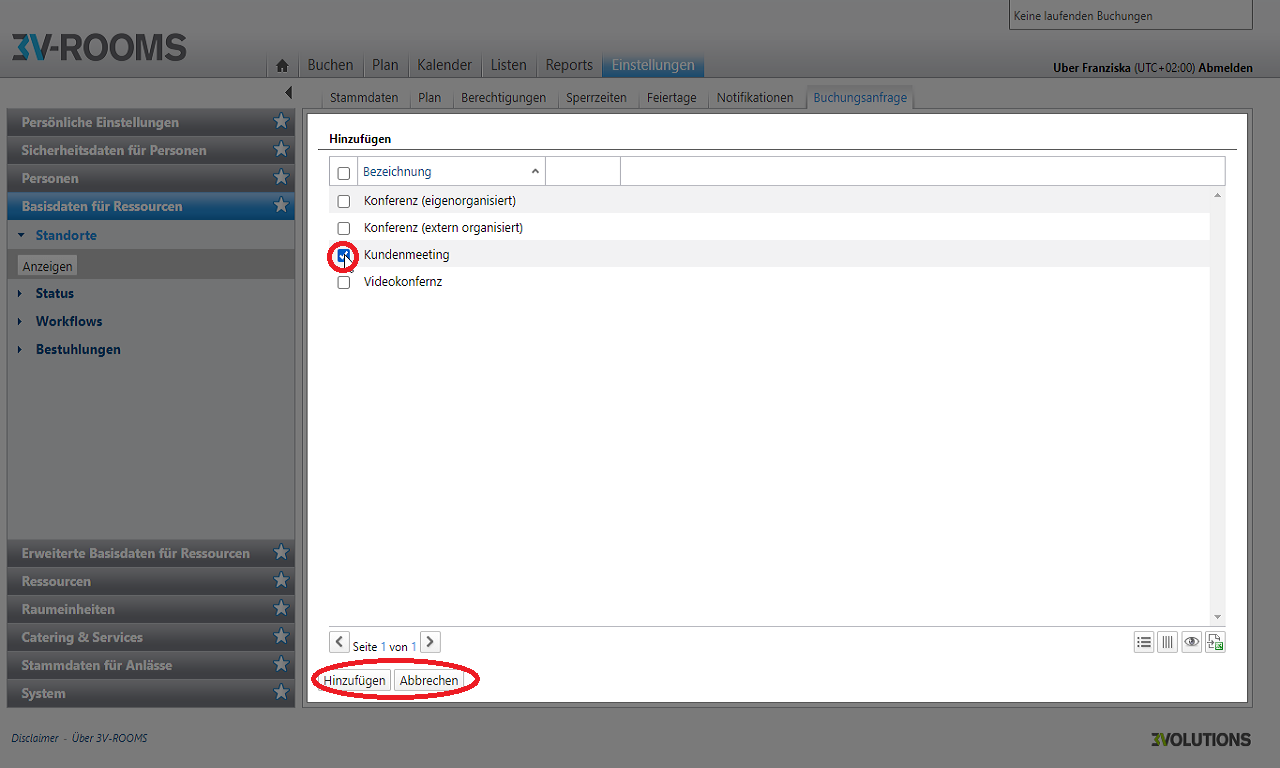 Keine laufenden Buchungen
3V-ROOMS
Buchen Plan Kalender Listen Reports Einstellungen
Uber Franziska (UTC+02:00) Abmelden
Stammdaten Plan Berechtigungen Sperrzeiten Feiertage Notifikationen Buchungsanfrage
Persönliche Einstellungen
Sicherheitsdaten für Personen
Personen
Basisdaten für Ressourcen
Standorte
Anzeigen
Status
Workflows
Bestuhlungen
Erweiterte Basisdaten für Ressourcen
Ressourcen
Raumeinheiten
Catering & Services
Stammdaten für Anlässe
System
Hinzufügen
Bezeichnung
Konferenz (eigenorganisiert)
Konferenz (extern organisiert)
Kundenmeeting
Videokonfernz
Seite 1 von 1
Hinzufügen Abbrechen
Disclaimer - Über 3V-ROOMS
3VOLUTIONS